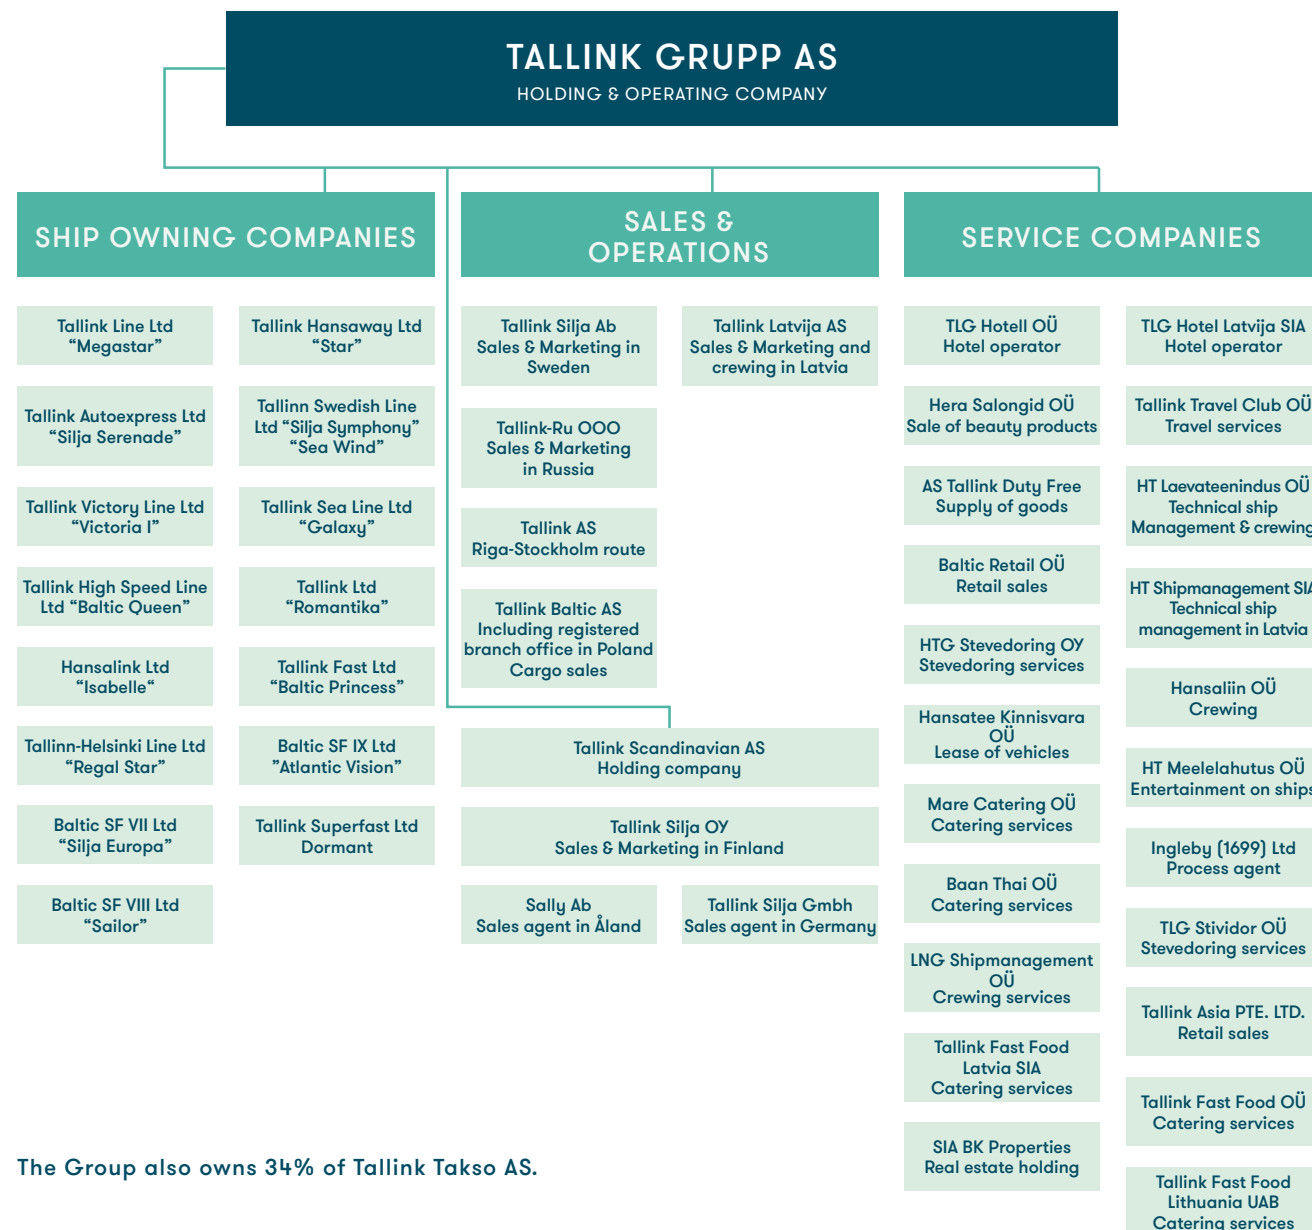 TALLINK GRUPP AS
HOLDING & OPERATING COMPANY
SHIP OWNING COMPANIES
Tallink Line Ltd
“Megastar”
Tallink Autoexpress Ltd
“Silja Serenade”
Tallink Victory Line Ltd
“Victoria I”
Tallink High Speed Line
Ltd “Baltic Queen”
Hansalink Ltd
“Isabelle“
Tallinn-Helsinki Line Ltd
“Regal Star”
Baltic SF VII Ltd
“Silja Europa”
Baltic SF VIII Ltd
“Sailor”
Tallink Hansaway Ltd
“Star”
Tallinn Swedish Line
Ltd “Silja Symphony”
“Sea Wind”
Tallink Sea Line Ltd
“Galaxy”
Tallink Ltd
“Romantika”
Tallink Fast Ltd
“Baltic Princess”
Baltic SF IX Ltd
”Atlantic Vision”
Tallink Superfast Ltd
Dormant
SALES &
OPERATIONS
Tallink Silja Ab
Sales & Marketing in
Sweden
Tallink-Ru OOO
Sales & Marketing
in Russia
Tallink AS
Riga-Stockholm route
Tallink Baltic AS
Including registered
branch office in Poland
Cargo sales
Tallink Latvija AS
Sales & Marketing and
crewing in Latvia
Tallink Scandinavian AS
Holding company
Tallink Silja OY
Sales & Marketing in Finland
Sally Ab
Sales agent in Åland
Tallink Silja Gmbh
Sales agent in Germany
SERVICE COMPANIES
TLG Hotell OÜ
Hotel operator
Hera Salongid OÜ
Sale of beauty products
AS Tallink Duty Free
Supply of goods
Baltic Retail OÜ
Retail sales
HTG Stevedoring OY
Stevedoring services
Hansatee Kinnisvara
OÜ
Lease of vehicles
Mare Catering OÜ
Catering services
Baan Thai OÜ
Catering services
LNG Shipmanagement
OÜ
Crewing services
Tallink Fast Food
Latvia SIA
Catering services
SIA BK Properties
Real estate holding
TLG Hotel Latvija SIA
Hotel operator
Tallink Travel Club OÜ
Travel services
HT Laevateenindus OÜ
Technical ship
Management & crewing
HT Shipmanagement SIA
Technical ship
management in Latvia
Hansaliin OÜ
Crewing
HT Meelelahutus OÜ
Entertainment on ships
Ingleby (1699) Ltd
Process agent
TLG Stividor OÜ
Stevedoring services
Tallink Asia PTE. LTD.
Retail sales
Tallink Fast Food OÜ
Catering services
Tallink Fast Food
Lithuania UAB
Catering services
The Group also owns 34% of Tallink Takso AS.